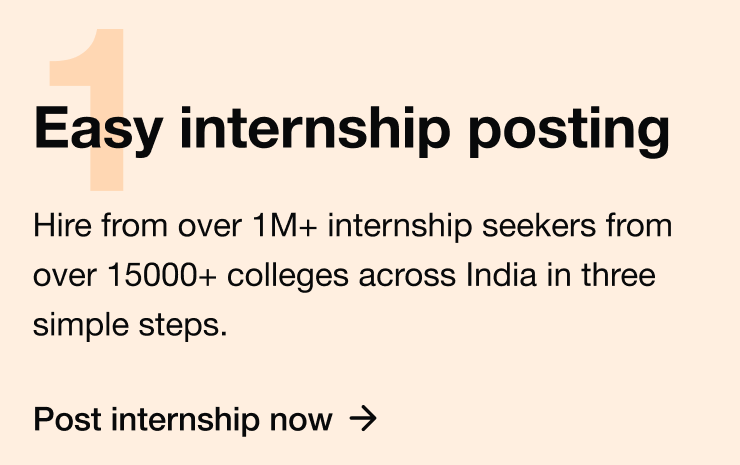 1
Easy internship posting
Hire from over 1M+ internship seekers from
over 15000+ colleges across India in three
simple steps.
Post internship now →